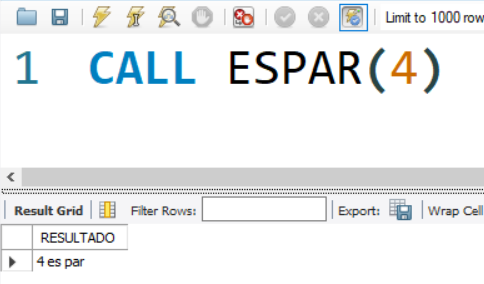 Limit to 1000 row
1 CALL ESPAR(4)
Result Grid Filter Rows: Export: Wrap Cell
RESULTADO
4 es par